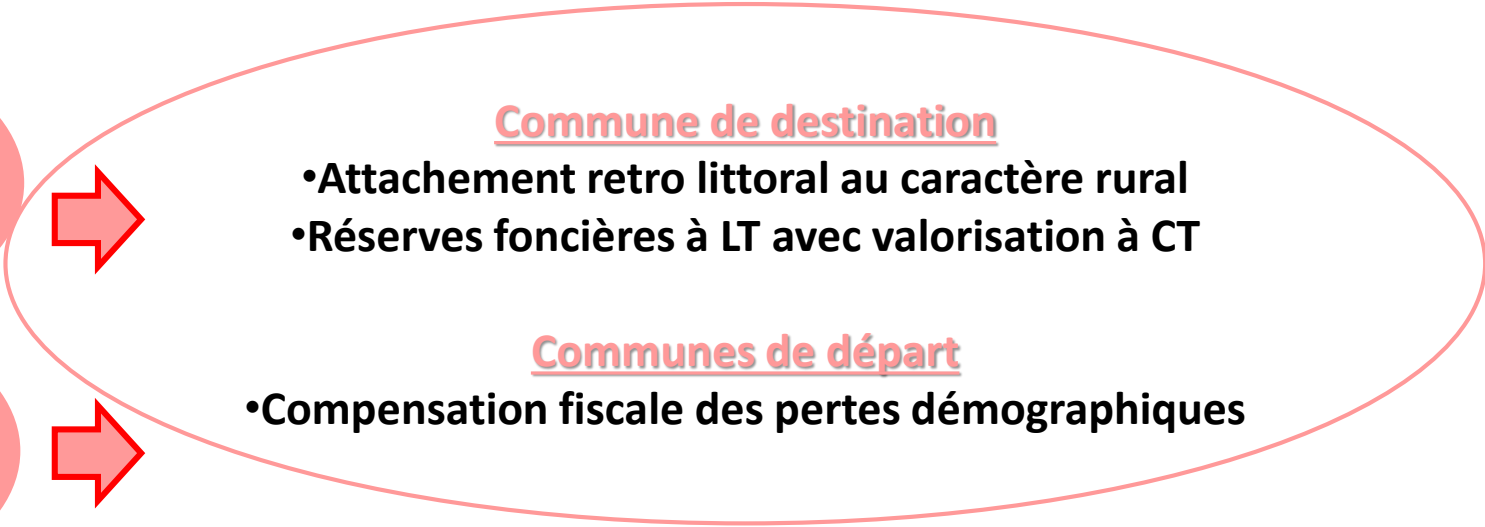 Commune de destination
•Attachement retro littoral au caractère rural
•Réserves foncières à LT avec valorisation à CT
Communes de départ
•Compensation fiscale des pertes démographiques